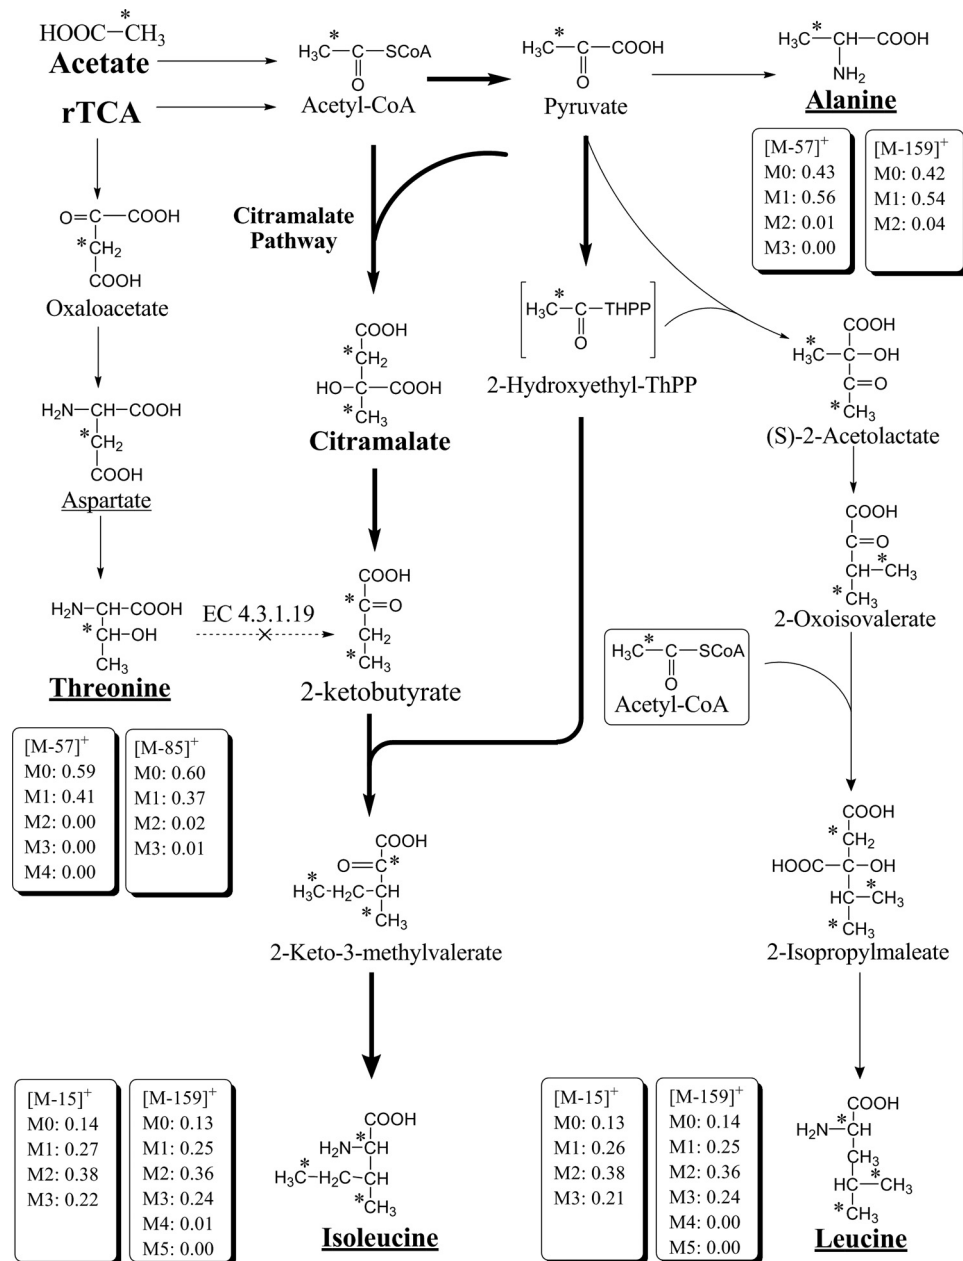 *
HOOC—CH3
Acetate
rTCA
*
H3C—C—SCoA
O
Acetyl-CoA
*
H3C—C—COOH
O
Pyruvate
*
H3C—CH—COOH
NH2
Alanine
[M-57]+
M0: 0.43
M1: 0.56
M2: 0.01
M3: 0.00
[M-159]+
M0: 0.42
M1: 0.54
M2: 0.04
Citramalate
Pathway
O=C—COOH
*CH2
COOH
Oxaloacetate
H2N—CH—COOH
*CH2
COOH
Aspartate
COOH
*CH2
HO—C—COOH
*CH3
Citramalate
*
H3C—C—THPP
O
2-Hydroxyethyl-ThPP
COOH
*
H3C—C—OH
C=O
*CH3
(S)-2-Acetolactate
COOH
C=O
CH—*CH3
*CH3
2-Oxoisovalerate
H2N—CH—COOH
*CH—OH
CH3
Threonine
EC 4.3.1.19
×
COOH
*C=O
CH2
*CH3
2-ketobutyrate
*
H3C—C—SCoA
O
Acetyl-CoA
[M-57]+
M0: 0.59
M1: 0.41
M2: 0.00
M3: 0.00
M4: 0.00
[M-85]+
M0: 0.60
M1: 0.37
M2: 0.02
M3: 0.01
COOH
O=C*
*
H3C—H2C—CH
*CH3
2-Keto-3-methylvalerate
COOH
*CH2
HOOC—C—OH
HC—*CH3
*CH3
2-Isopropylmaleate
[M-15]+
M0: 0.14
M1: 0.27
M2: 0.38
M3: 0.22
[M-159]+
M0: 0.13
M1: 0.25
M2: 0.36
M3: 0.24
M4: 0.01
M5: 0.00
COOH
H2N—*CH
*
H3C—H2C—CH
*CH3
Isoleucine
[M-15]+
M0: 0.13
M1: 0.26
M2: 0.38
M3: 0.21
[M-159]+
M0: 0.14
M1: 0.25
M2: 0.36
M3: 0.24
M4: 0.00
M5: 0.00
COOH
H2N—*CH
CH3
CH—*CH3
*CH3
Leucine